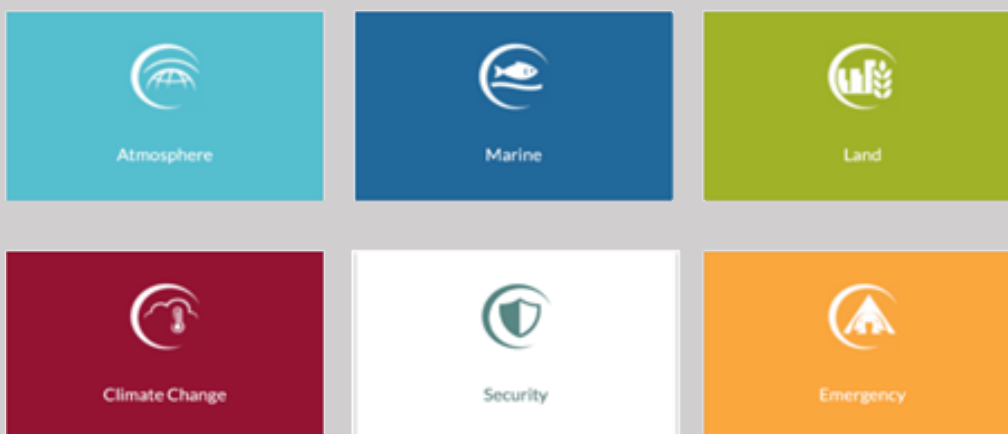 Atmosphere
Marine
Land
Climate Change
Security
Emergency